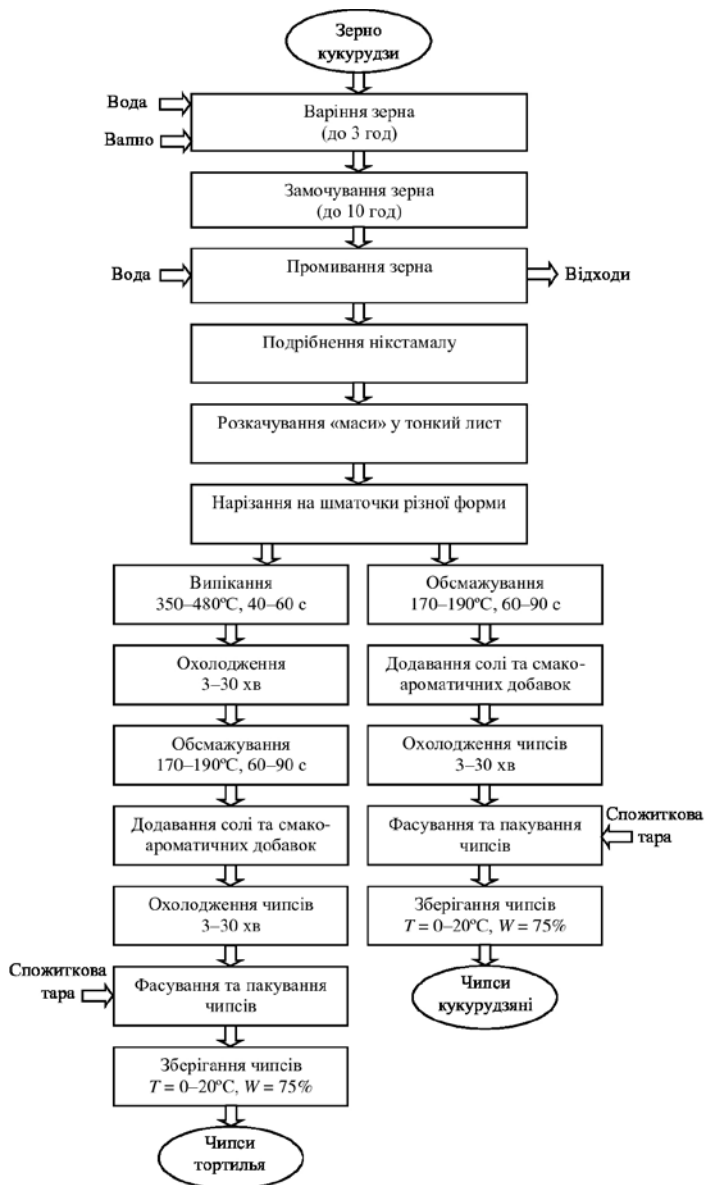 Зерно
кукурудзи
Вода
Вапно
Варіння зерна
(до 3 год)
Замочування зерна
(до 10 год)
Вода
Промивання зерна
Відходи
Подрібнення нікстамалу
Розкачування «маси» у тонкий лист
Нарізання на шматочки різної форми
Випікання
350–480ºС, 40–60 с
Охолодження
3–30 хв
Обсмажування
170–190ºС, 60–90 с
Додавання солі та смако-
ароматичних добавок
Охолодження чипсів
3–30 хв
Спожиткова
тара
Фасування та пакування
чипсів
Зберігання чипсів
T = 0–20ºС, W = 75%
Чипси
тортилья
Обсмажування
170–190ºС, 60–90 с
Додавання солі та смако-
ароматичних добавок
Охолодження чипсів
3–30 хв
Фасування та пакування
чипсів
Спожиткова
тара
Зберігання чипсів
T = 0–20ºС, W = 75%
Чипси
кукурудзяні